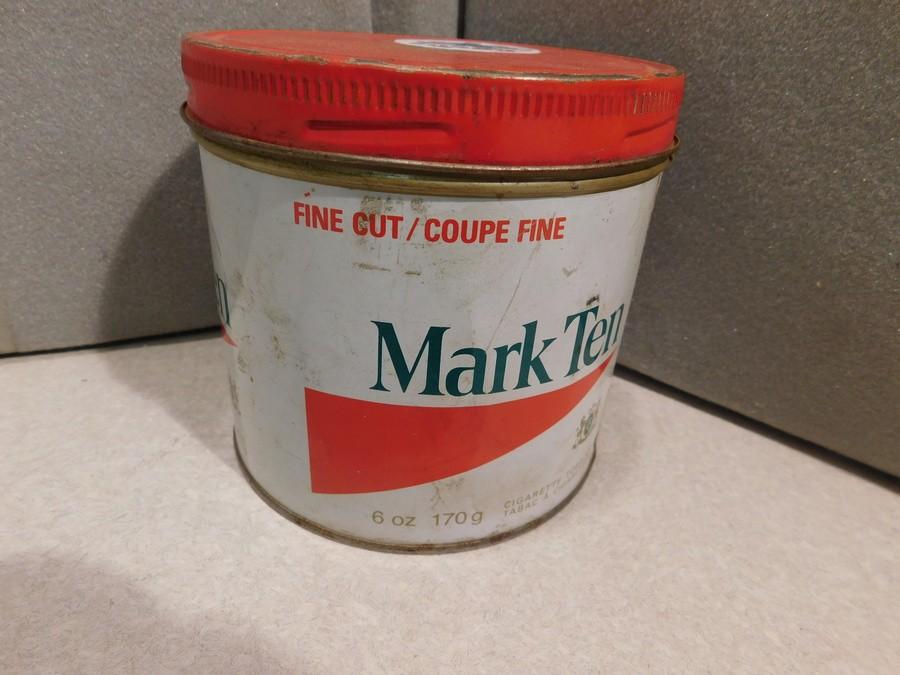 FINE CUT / COUPE FINE
Mark Ten
n
6 oz 170 g
CIGARETTE
TABAC À